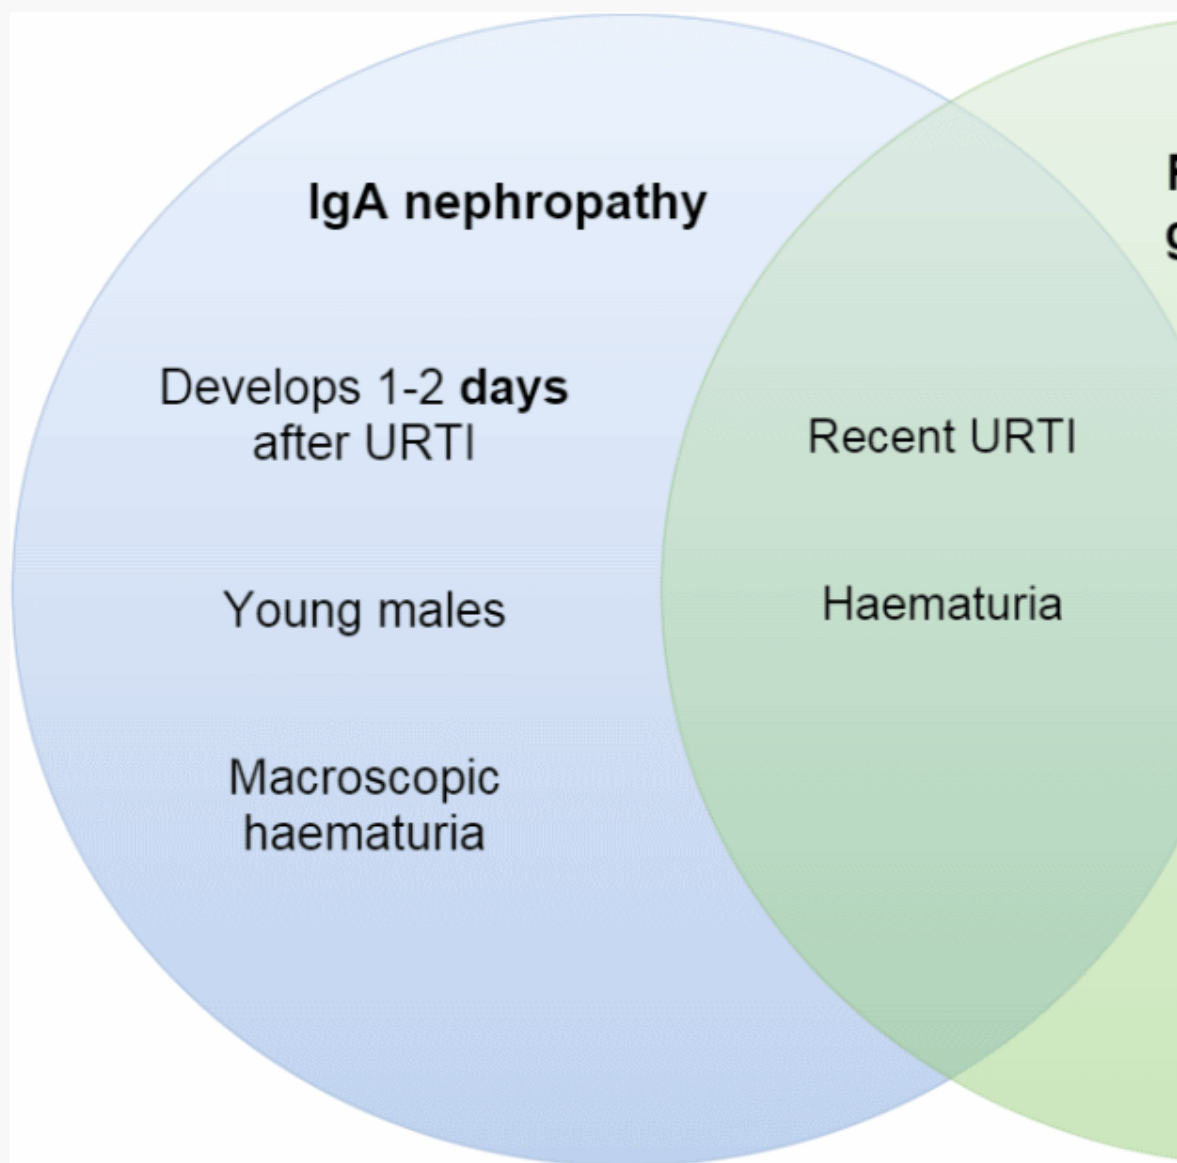 IgA nephropathy
Develops 1-2 days
after URTI
Young males
Macroscopic
haematuria
Recent URTI
Haematuria